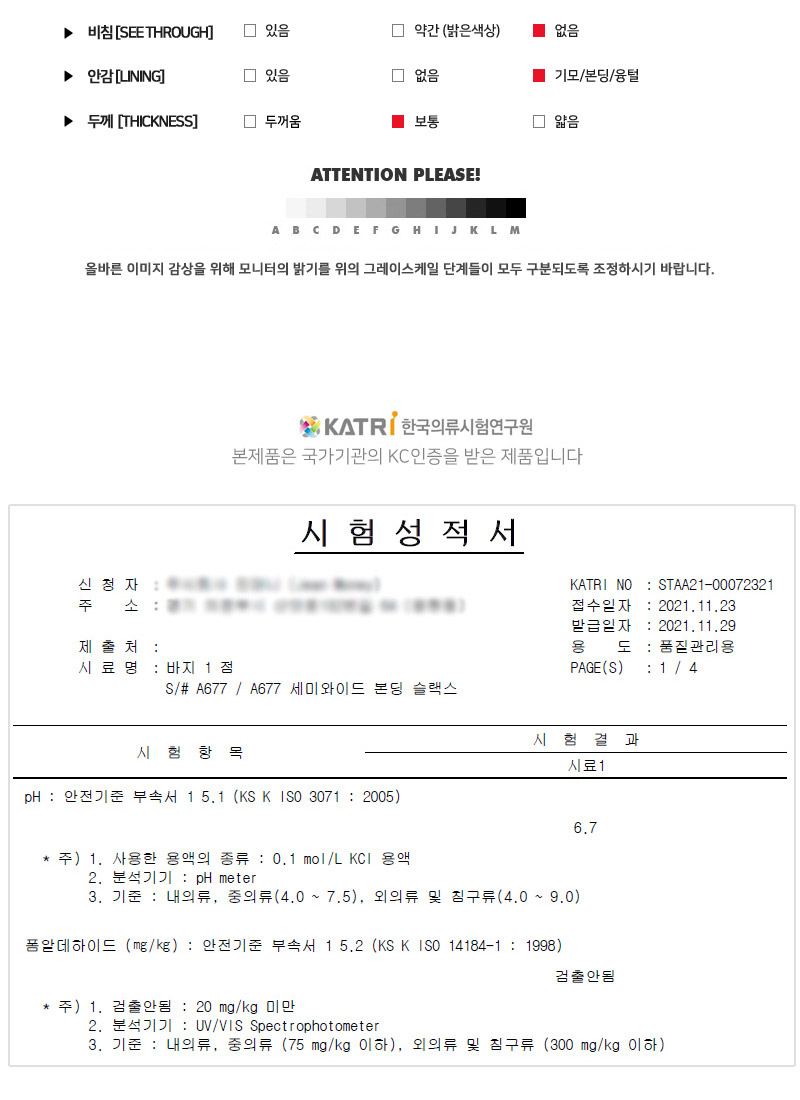 ▶ 비침 [SEE THROUGH] □ 있음 □ 약간 (밝은색상) ■ 없음
▶ 안감 [LINING] □ 있음 □ 없음 ■ 기모/본딩/융털
▶ 두께 [THICKNESS] □ 두꺼움 ■ 보통 □ 얇음
ATTENTION PLEASE!
A B C D E F G H I J K L M
올바른 이미지 감상을 위해 모니터의 밝기를 위의 그레이스케일 단계들이 모두 구분되도록 조정하시기 바랍니다.
KATRi 한국의류시험연구원
본제품은 국가기관의 KC인증을 받은 제품입니다
시 험 성 적 서
신 청 자 :
KATRI NO : STAA21-00072321
주 소 :
접수일자 : 2021.11.23
발급일자 : 2021.11.29
제 출 처 :
용 도 : 품질관리용
시 료 명 : 바지 1 점
PAGE(S) : 1 / 4
S/# A677 / A677 세미와이드 본딩 슬랙스
시 험 항 목
시 험 결 과
시료1
pH : 안전기준 부속서 1 5.1 (KS K ISO 3071 : 2005)
6.7
* 주) 1. 사용한 용액의 종류 : 0.1 mol/L KCl 용액
2. 분석기기 : pH meter
3. 기준 : 내의류, 중의류(4.0 ~ 7.5), 외의류 및 침구류(4.0 ~ 9.0)
폼알데하이드 (mg/kg) : 안전기준 부속서 1 5.2 (KS K ISO 14184-1 : 1998)
검출안됨
* 주) 1. 검출안됨 : 20 mg/kg 미만
2. 분석기기 : UV/VIS Spectrophotometer
3. 기준 : 내의류, 중의류 (75 mg/kg 이하), 외의류 및 침구류 (300 mg/kg 이하)